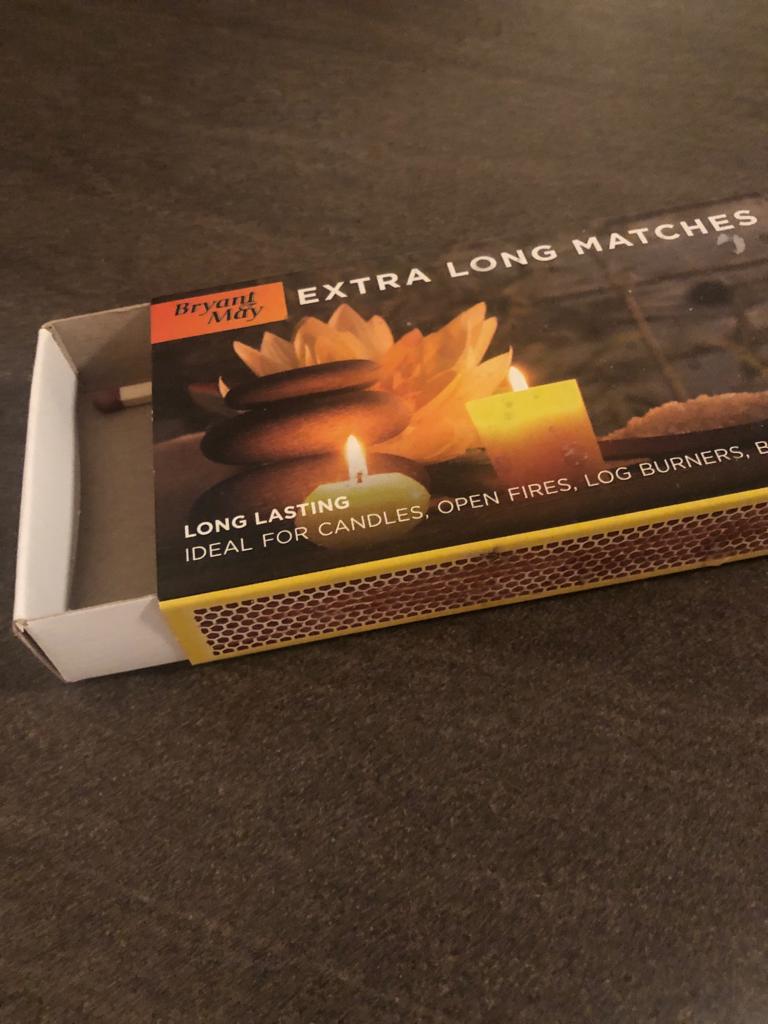 Bryant
& May
EXTRA LONG MATCHES
LONG LASTING
IDEAL FOR CANDLES, OPEN FIRES, LOG BURNERS, B